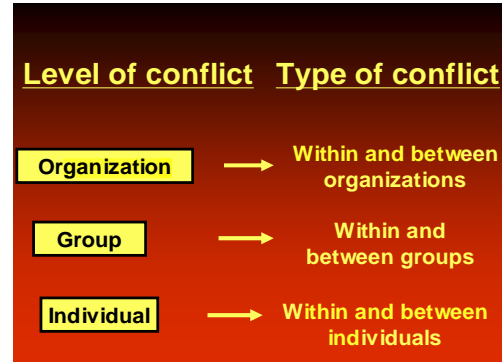 Level of conflict Type of conflict
Organization
Within and between
organizations
Group
Within and
between groups
Individual
Within and between
individuals